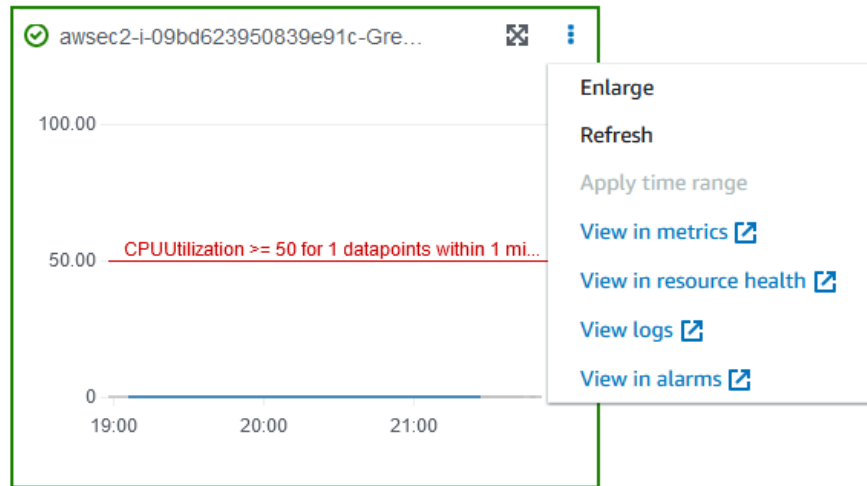 awsec2-i-09bd623950839e91c-Gre...
Enlarge
Refresh
Apply time range
View in metrics
View in resource health
View logs
View in alarms
100.00
CPUUtilization >= 50 for 1 datapoints within 1 mi...
50.00
0
19:00 20:00 21:00